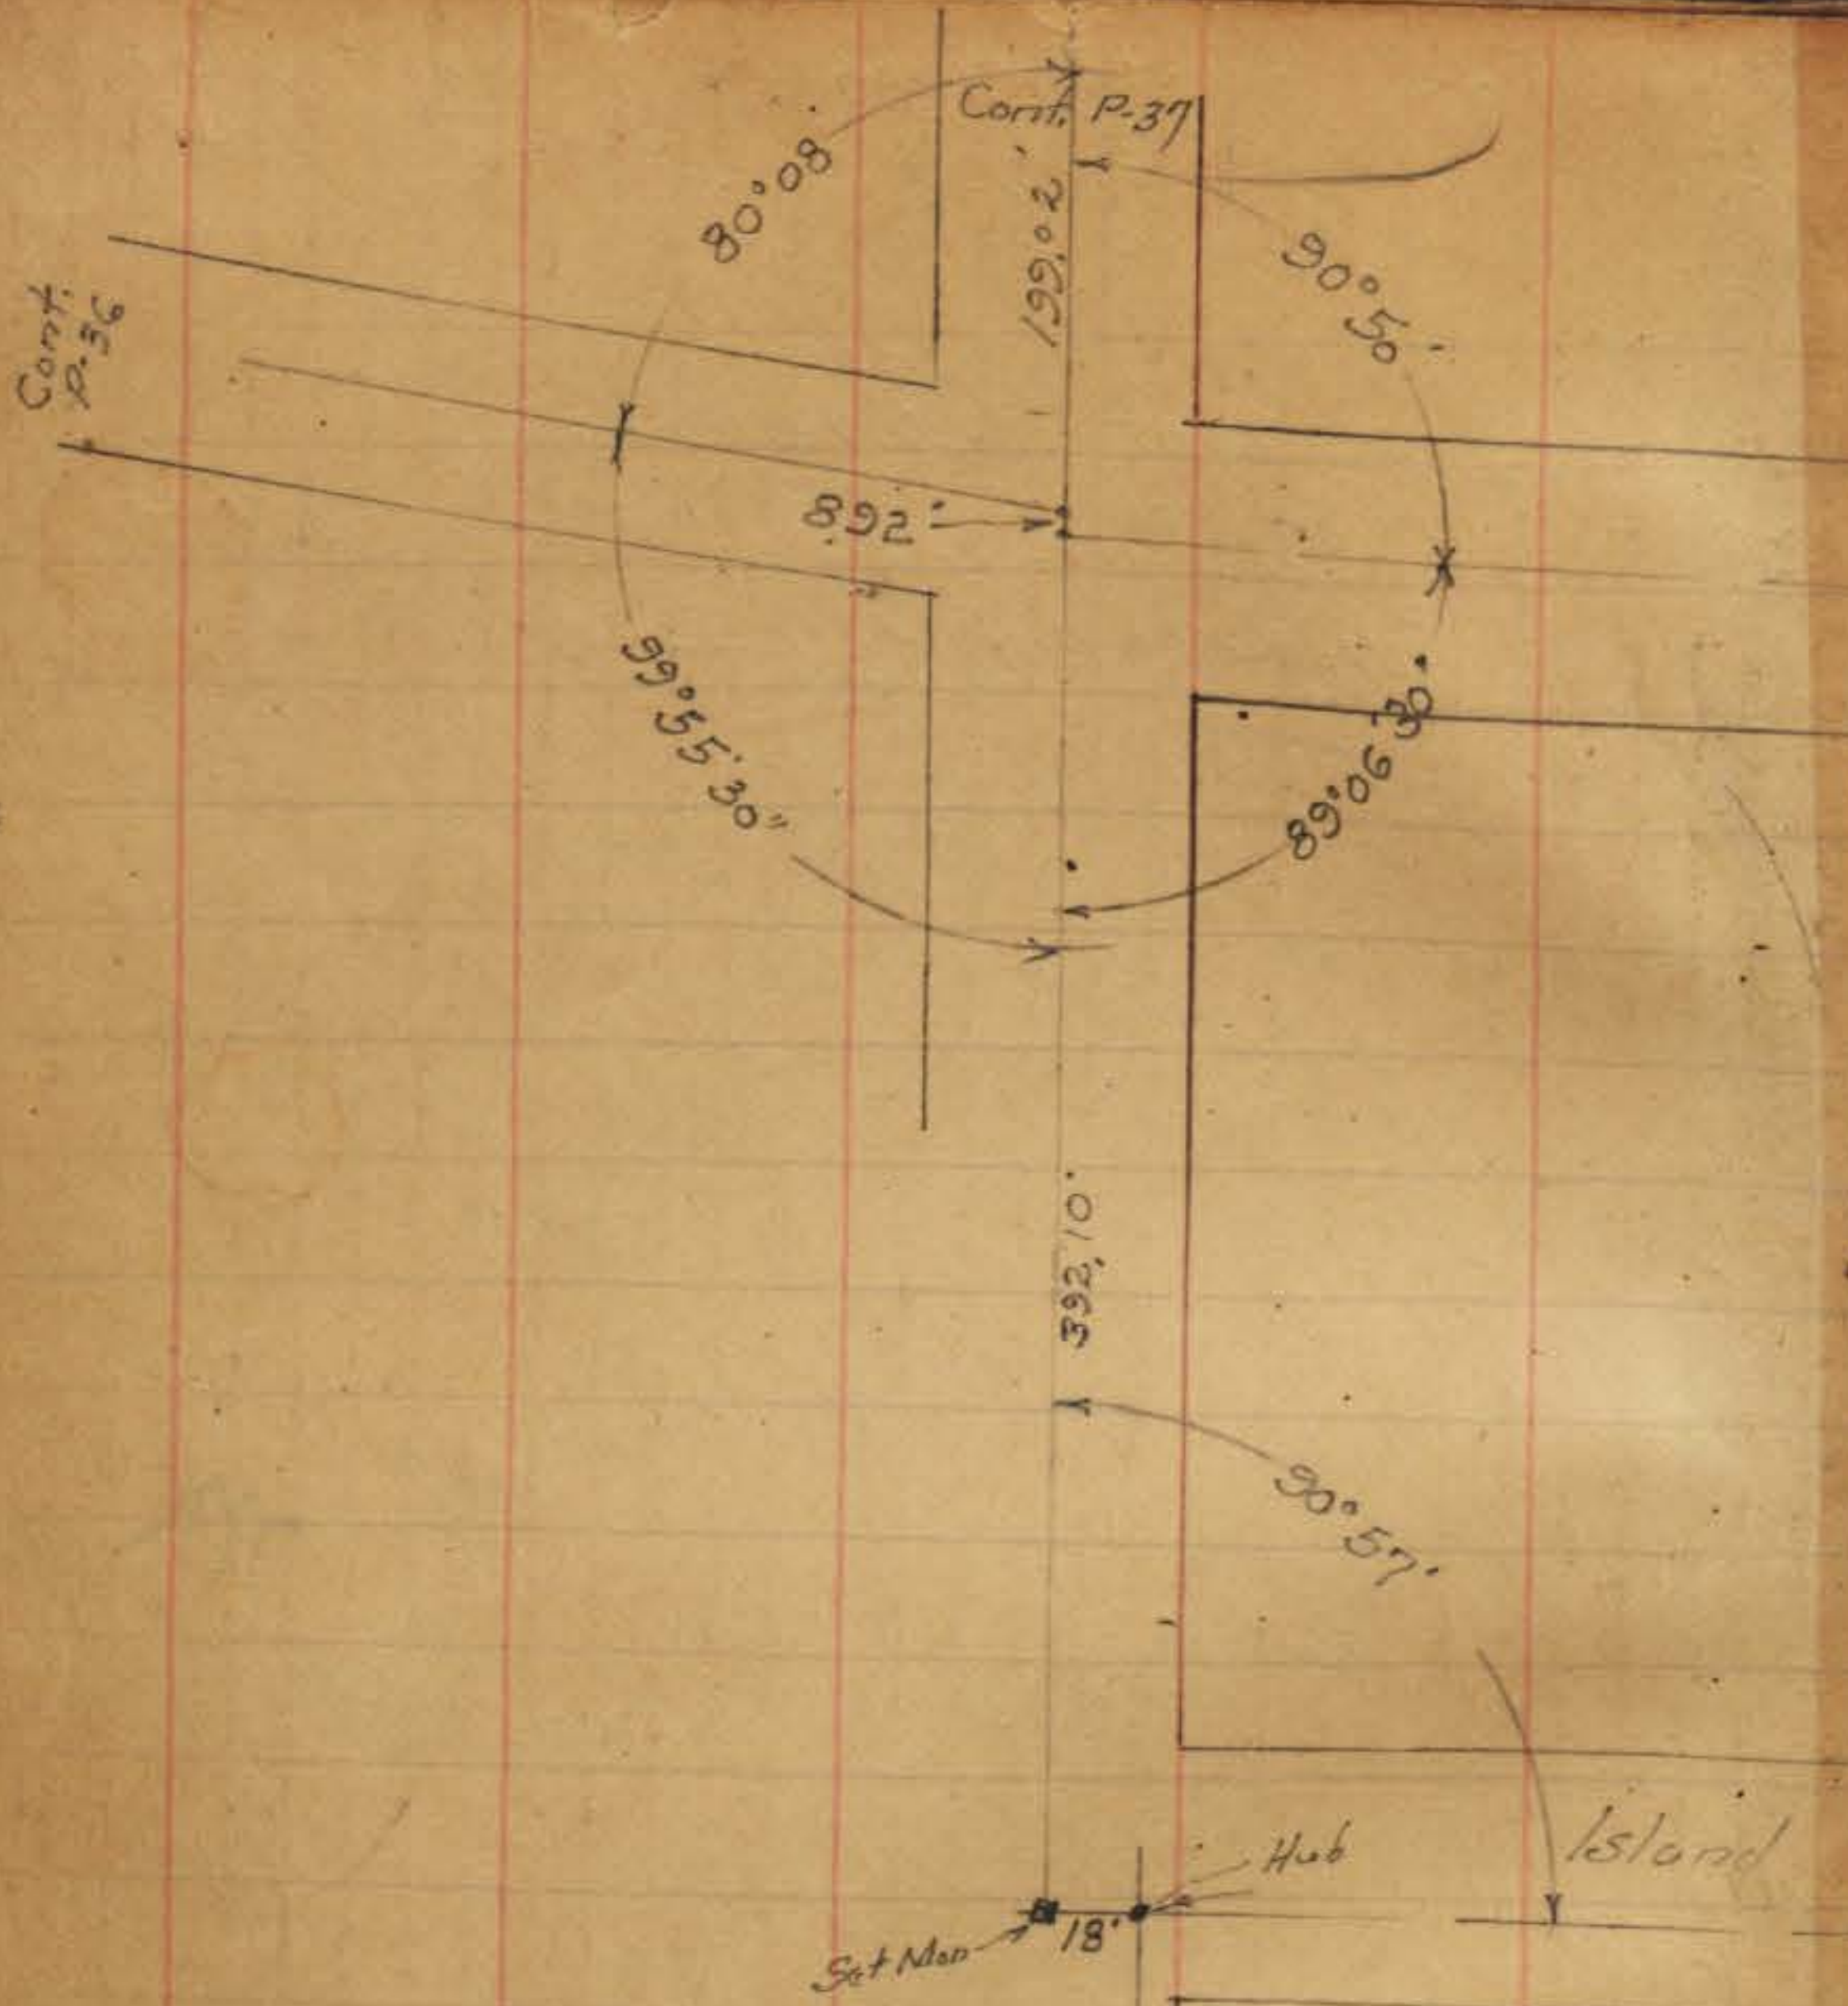 Cont. P-37
80°08
199.02'
90°50'
Cont.
P-36
8.92'
99°55'30"
89°06'30"
392.10'
90°57'
Hub
Island
18'
Set Mon